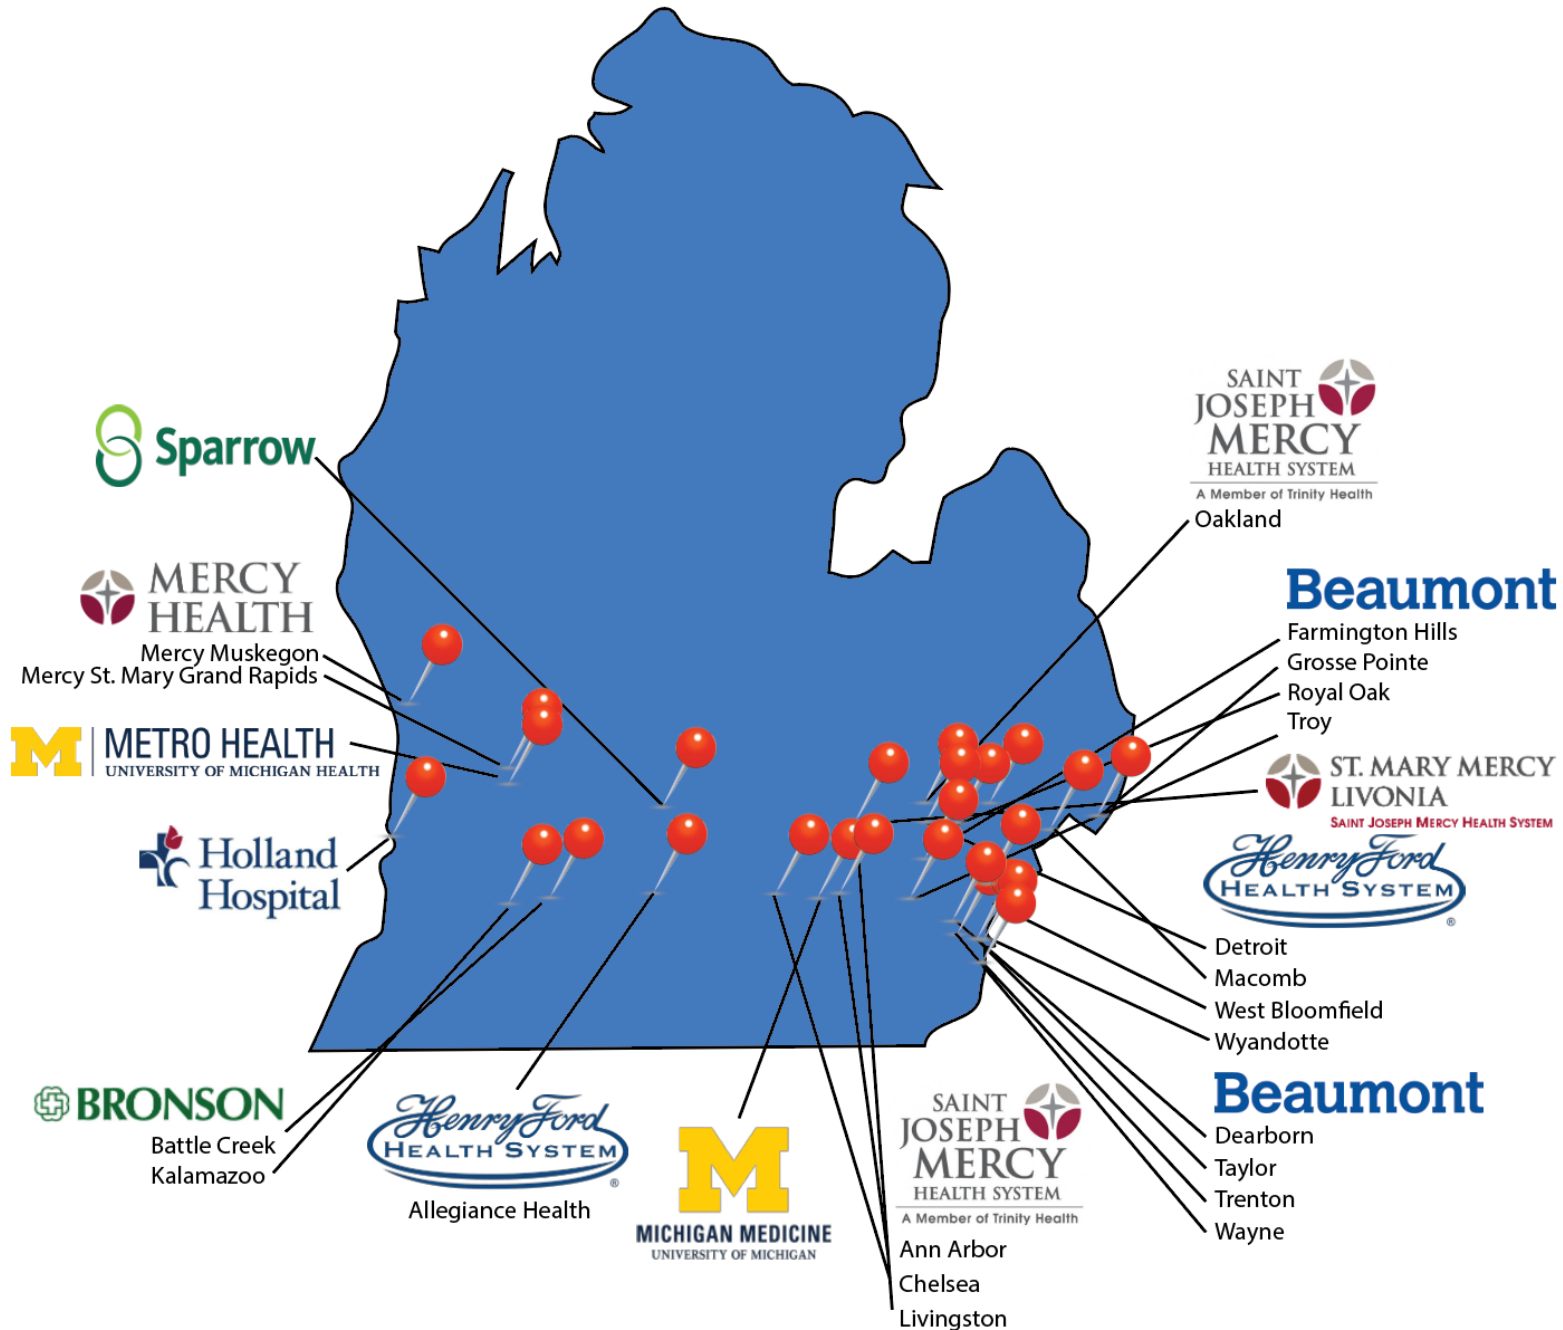 Sparrow
MERCY
HEALTH
Mercy Muskegon
Mercy St. Mary Grand Rapids
M
METRO HEALTH
UNIVERSITY OF MICHIGAN HEALTH
Holland
Hospital
BRONSON
Battle Creek
Kalamazoo
Henry Ford
HEALTH SYSTEM
®
Allegiance Health
M
MICHIGAN MEDICINE
UNIVERSITY OF MICHIGAN
SAINT
JOSEPH
MERCY
HEALTH SYSTEM
A Member of Trinity Health
Ann Arbor
Chelsea
Livingston
SAINT
JOSEPH
MERCY
HEALTH SYSTEM
A Member of Trinity Health
Oakland
Beaumont
Farmington Hills
Grosse Pointe
Royal Oak
Troy
ST. MARY MERCY
LIVONIA
SAINT JOSEPH MERCY HEALTH SYSTEM
Henry Ford
HEALTH SYSTEM
®
Detroit
Macomb
West Bloomfield
Wyandotte
Beaumont
Dearborn
Taylor
Trenton
Wayne